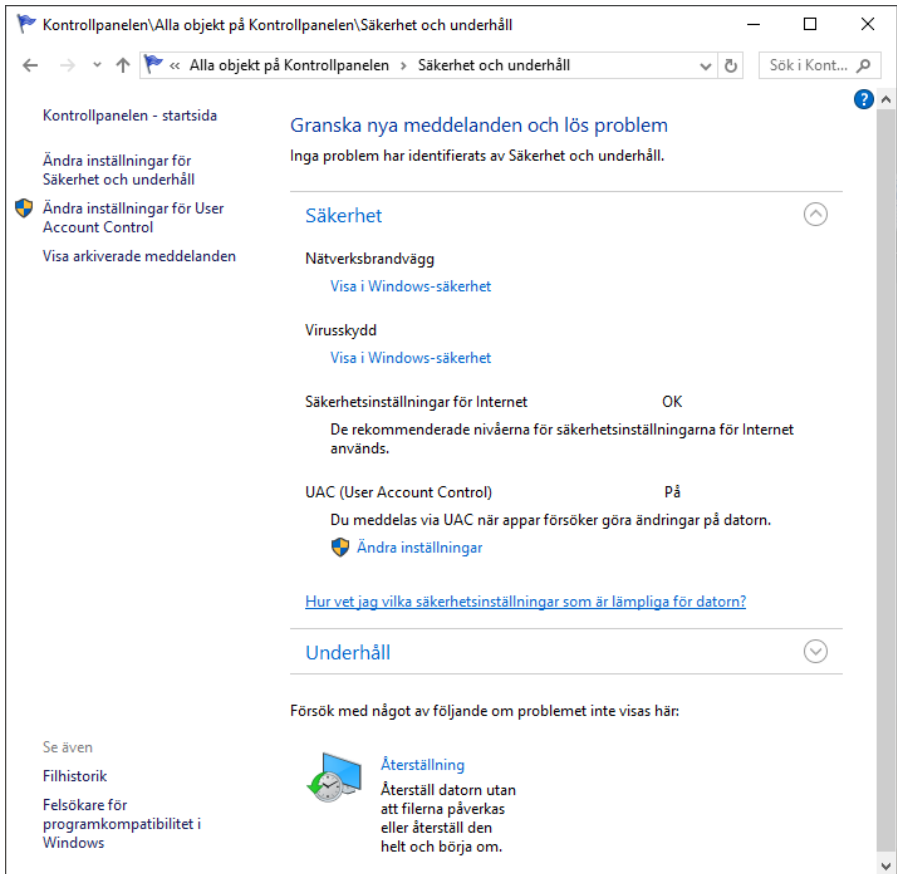 Kontrollpanelen\Alla objekt på Kontrollpanelen\Säkerhet och underhåll
« Alla objekt på Kontrollpanelen › Säkerhet och underhåll
Sök i Kont...
Kontrollpanelen - startsida
Ändra inställningar för
Säkerhet och underhåll
Ändra inställningar för User
Account Control
Visa arkiverade meddelanden
?
Granska nya meddelanden och lös problem
Inga problem har identifierats av Säkerhet och underhåll.
Säkerhet
Nätverksbrandvägg
Visa i Windows-säkerhet
Virusskydd
Visa i Windows-säkerhet
Säkerhetsinställningar för Internet OK
De rekommenderade nivåerna för säkerhetsinställningarna för Internet
används.
UAC (User Account Control) På
Du meddelas via UAC när appar försöker göra ändringar på datorn.
Ändra inställningar
Hur vet jag vilka säkerhetsinställningar som är lämpliga för datorn?
Underhåll
Försök med något av följande om problemet inte visas här:
Återställning
Återställ datorn utan
att filerna påverkas
eller återställ den
helt och börja om.
Se även
Filhistorik
Felsökare för
programkompatibilitet i
Windows